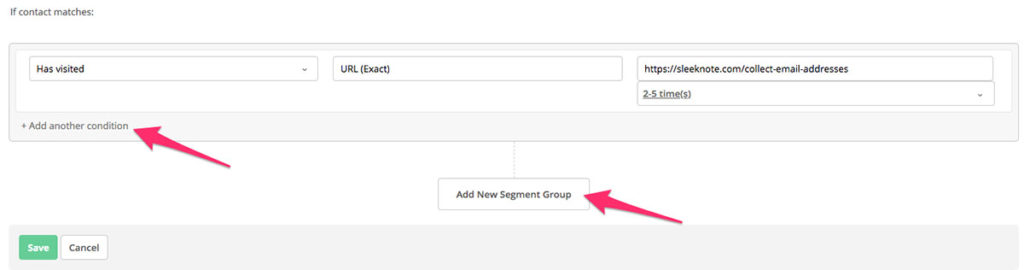 If contact matches:
Has visited
URL (Exact)
https://sleeknote.com/collect-email-addresses
2-5 time(s)
+ Add another condition
Add New Segment Group
Save
Cancel